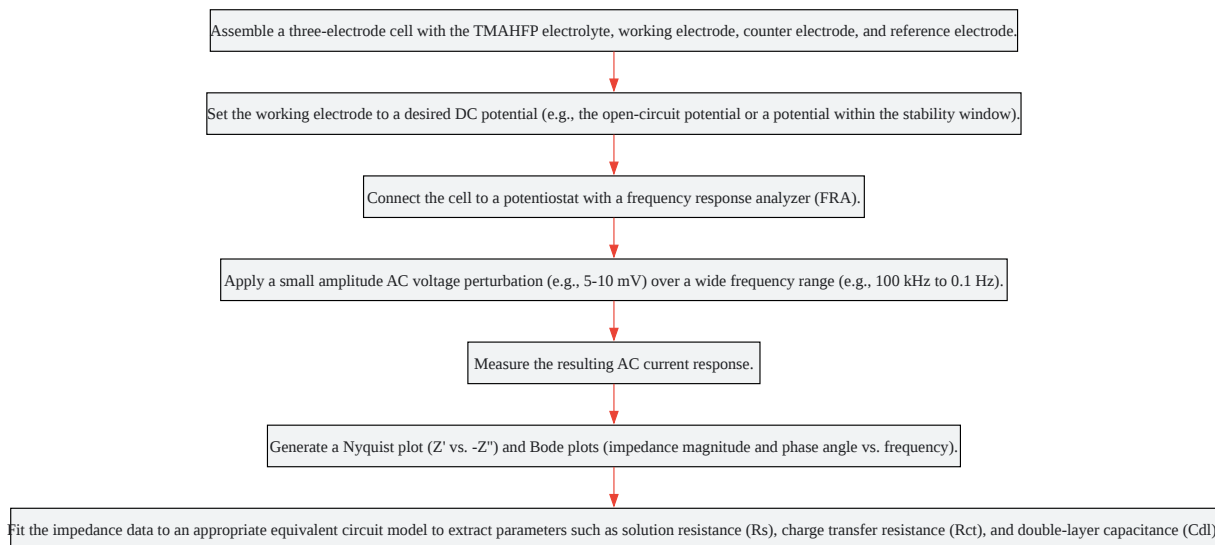 Assemble a three-electrode cell with the TMAHFP electrolyte, working electrode, counter electrode, and reference electrode.
Set the working electrode to a desired DC potential (e.g., the open-circuit potential or a potential within the stability window).
Connect the cell to a potentiostat with a frequency response analyzer (FRA).
Apply a small amplitude AC voltage perturbation (e.g., 5-10 mV) over a wide frequency range (e.g., 100 kHz to 0.1 Hz).
Measure the resulting AC current response.
Generate a Nyquist plot (Z' vs. -Z'') and Bode plots (impedance magnitude and phase angle vs. frequency).
Fit the impedance data to an appropriate equivalent circuit model to extract parameters such as solution resistance (Rs), charge transfer resistance (Rct), and double-layer capacitance (Cdl)